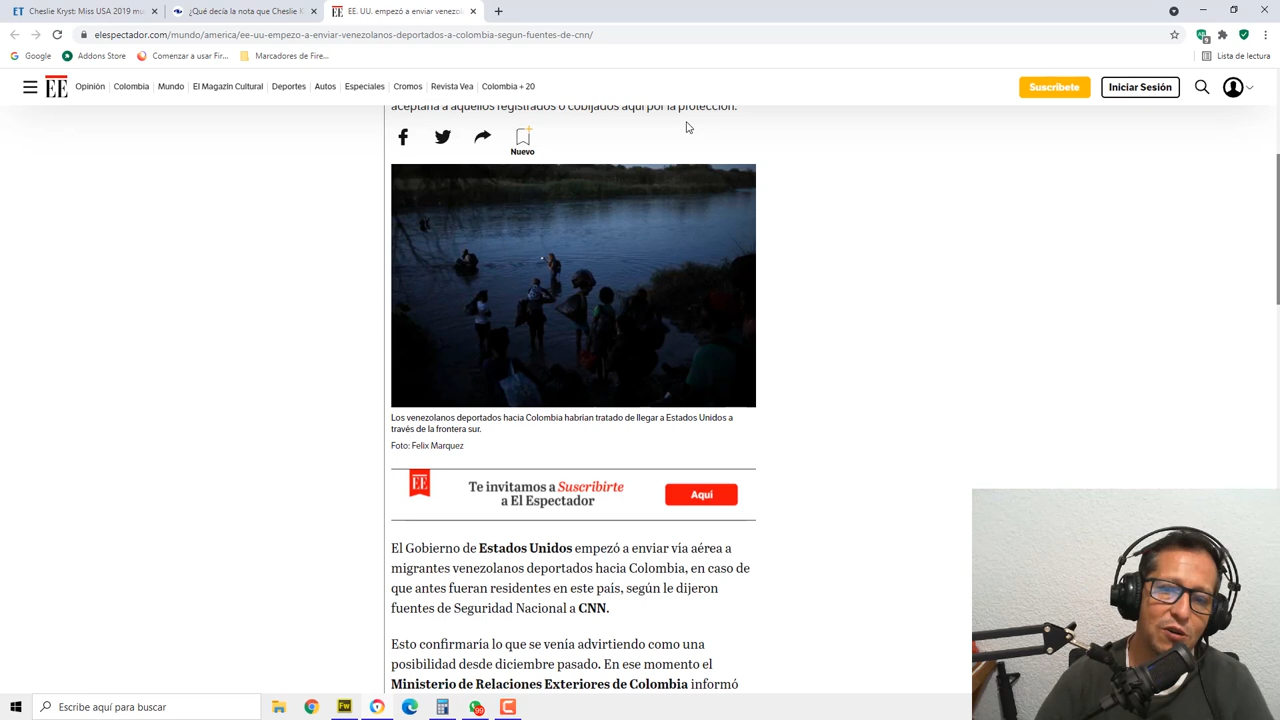 Cheslie Kryst: Miss USA 2019 mu
¿Qué decía la nota que Cheslie K
EE. UU. empezó a enviar venezol
elespectador.com/mundo/america/ee-uu-empezo-a-enviar-venezolanos-deportados-a-colombia-segun-fuentes-de-cnn/
Google
Addons Store
Comenzar a usar Fir...
Marcadores de Fire...
Lista de lectura
EE
Opinión
Colombia
Mundo
El Magazín Cultural
Deportes
Autos
Especiales
Cromos
Revista Vea
Colombia + 20
Suscríbete
Iniciar Sesión
aceptaría a aquellos registrados o cobijados aquí por la protección.
Nuevo
Los venezolanos deportados hacia Colombia habrían tratado de llegar a Estados Unidos a
través de la frontera sur.
Foto: Felix Marquez
EE
Te invitamos a Suscribirte
a El Espectador
Aquí
El Gobierno de Estados Unidos empezó a enviar vía aérea a
migrantes venezolanos deportados hacia Colombia, en caso de
que antes fueran residentes en este país, según le dijeron
fuentes de Seguridad Nacional a CNN.
Esto confirmaría lo que se venía advirtiendo como una
posibilidad desde diciembre pasado. En ese momento el
Ministerio de Relaciones Exteriores de Colombia informó
Escribe aquí para buscar
Fw
99